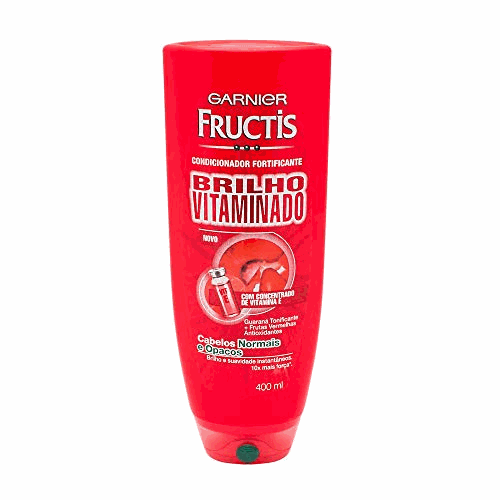 GARNIER
FRUCTIS
CONDICIONADOR FORTIFICANTE
BRILHO
VITAMINADO
NOVO
COM CONCENTRADO
DE VITAMINA E
Guaraná Tonificante
+ Frutas Vermelhas
Antioxidantes
Cabelos Normais
e Opacos
Brilho e suavidade instantâneos,
10x mais força*.
400 ml